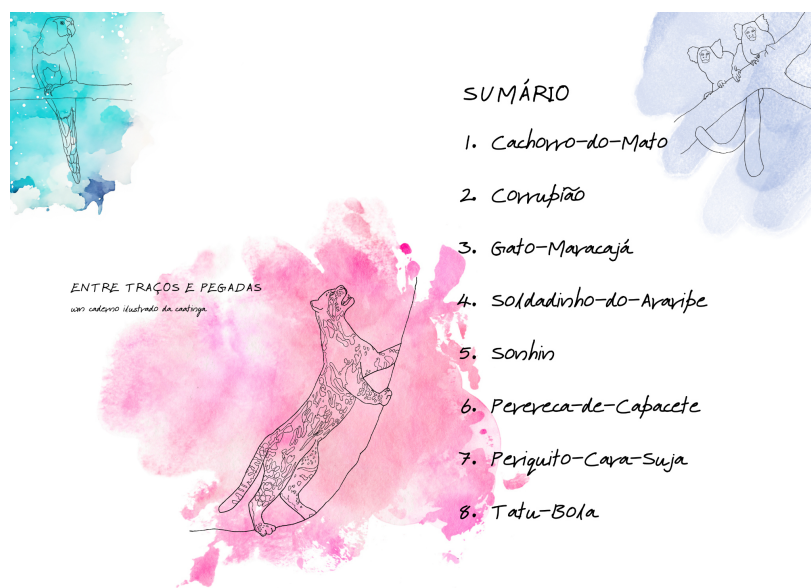 ENTRE TRAÇOS E PEGADAS
um caderno ilustrado da caatinga
SUMÁRIO
1. Cachorro-do-Mato
2. Corrupião
3. Gato-Maracajá
4. Soldadinho-do-Araripe
5. Sonhin
6. Perereca-de-Capacete
7. Periquito-Cara-Suja
8. Tatu-Bola